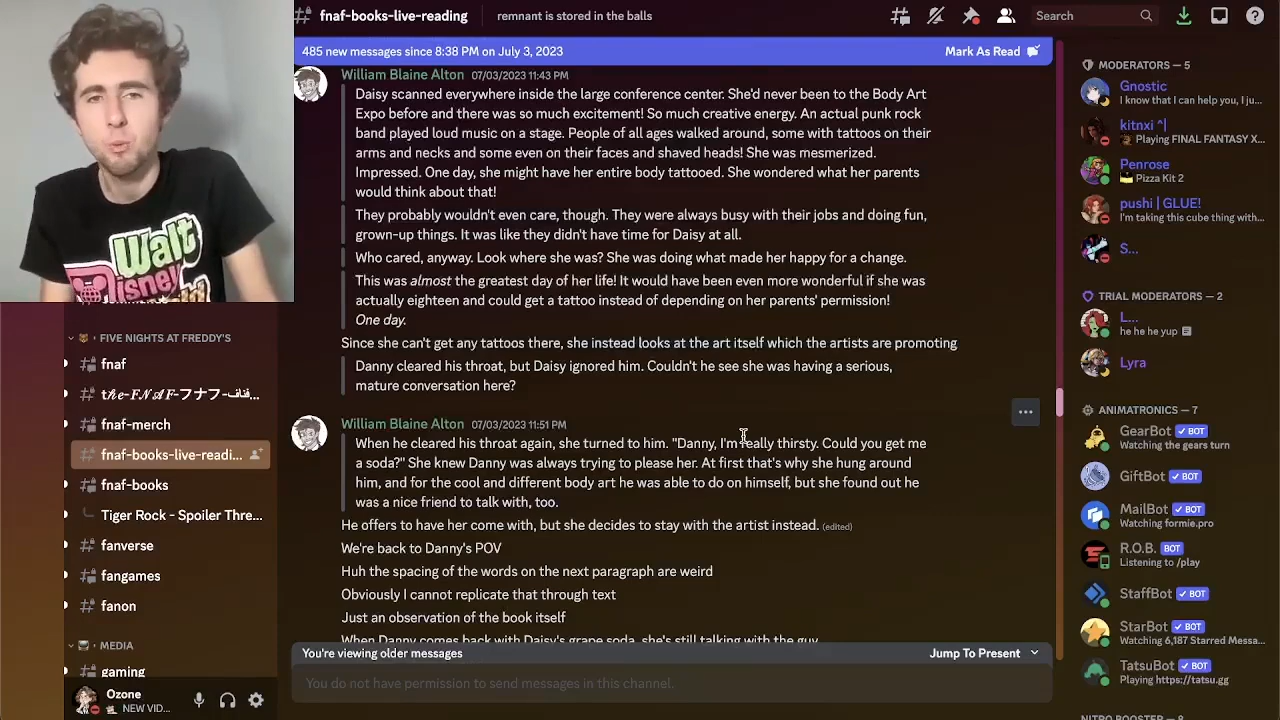 Walt
Disney
World
fnaf-books-live-reading
remnant is stored in the balls
Search
485 new messages since 8:38 PM on July 3, 2023
Mark As Read
William Blaine Alton 07/03/2023 11:43 PM
Daisy scanned everywhere inside the large conference center. She'd never been to the Body Art
Expo before and there was so much excitement! So much creative energy. An actual punk rock
band played loud music on a stage. People of all ages walked around, some with tattoos on their
arms and necks and some even on their faces and shaved heads! She was mesmerized.
Impressed. One day, she might have her entire body tattooed. She wondered what her parents
would think about that!
They probably wouldn't even care, though. They were always busy with their jobs and doing fun,
grown-up things. It was like they didn't have time for Daisy at all.
Who cared, anyway. Look where she was? She was doing what made her happy for a change.
This was almost the greatest day of her life! It would have been even more wonderful if she was
actually eighteen and could get a tattoo instead of depending on her parents' permission!
One day.
Since she can't get any tattoos there, she instead looks at the art itself which the artists are promoting
Danny cleared his throat, but Daisy ignored him. Couldn't he see she was having a serious,
mature conversation here?
William Blaine Alton 07/03/2023 11:51 PM
When he cleared his throat again, she turned to him. "Danny, I'm really thirsty. Could you get me
a soda?" She knew Danny was always trying to please her. At first that's why she hung around
him, and for the cool and different body art he was able to do on himself, but she found out he
was a nice friend to talk with, too.
He offers to have her come with, but she decides to stay with the artist instead. (edited)
We're back to Danny's POV
Huh the spacing of the words on the next paragraph are weird
Obviously I cannot replicate that through text
Just an observation of the book itself
When Danny comes back with Daisy's grape soda, she's still talking with the guy
You're viewing older messages
Jump To Present
You do not have permission to send messages in this channel.
FIVE NIGHTS AT FREDDY'S
fnaf
the-FNAF-フナフ-فناف-...
fnaf-merch
fnaf-books-live-readi...
fnaf-books
Tiger Rock - Spoiler Thre...
fanverse
fangames
fanon
MEDIA
gaming
Ozone
NEW VID...
MODERATORS — 5
Gnostic
I know that I can help you, I ju...
kitnxi ^|
Playing FINAL FANTASY X...
Penrose
Pizza Kit 2
pushi | GLUE!
I'm taking this cube thing with...
S...
TRIAL MODERATORS — 2
L...
he he he yup
Lyra
ANIMATRONICS — 7
GearBot BOT
Watching the gears turn
GiftBot BOT
MailBot BOT
Watching formie.pro
R.O.B. BOT
Listening to /play
StaffBot BOT
StarBot BOT
Watching 6,187 Starred Messa...
TatsuBot BOT
Playing https://tatsu.gg
NITRO BOOSTER — 8